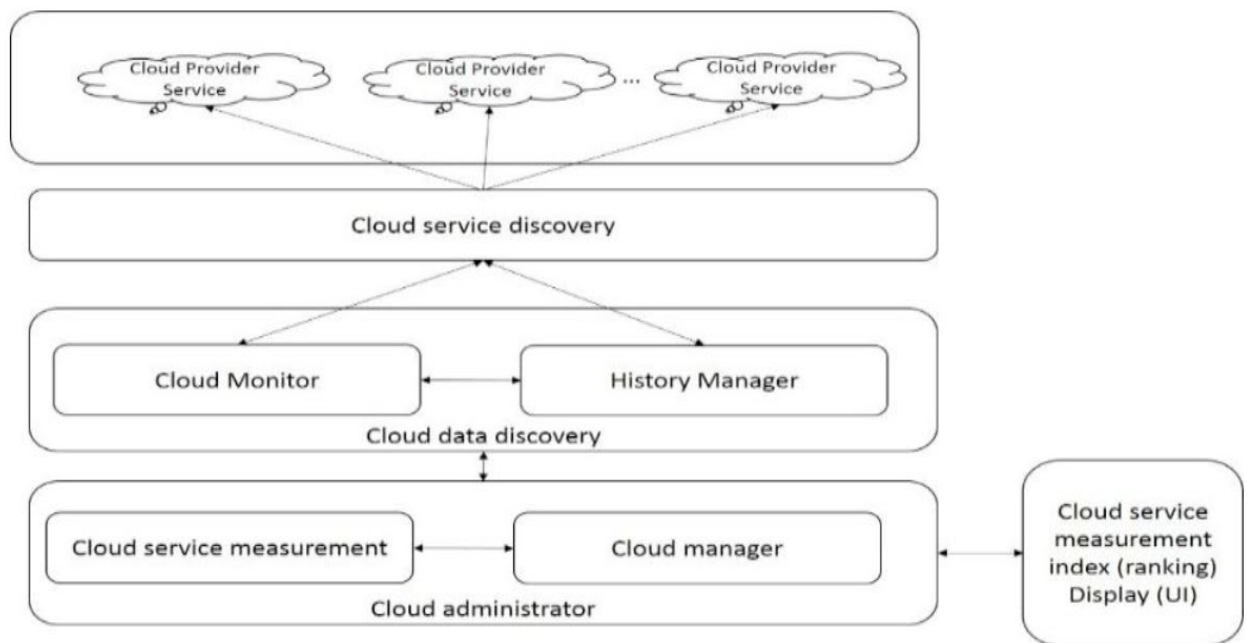 Cloud Provider
Service
Cloud Provider
Service
...
Cloud Provider
Service
Cloud service discovery
Cloud Monitor
History Manager
Cloud data discovery
Cloud service measurement
Cloud manager
Cloud administrator
Cloud service
measurement
index (ranking)
Display (UI)